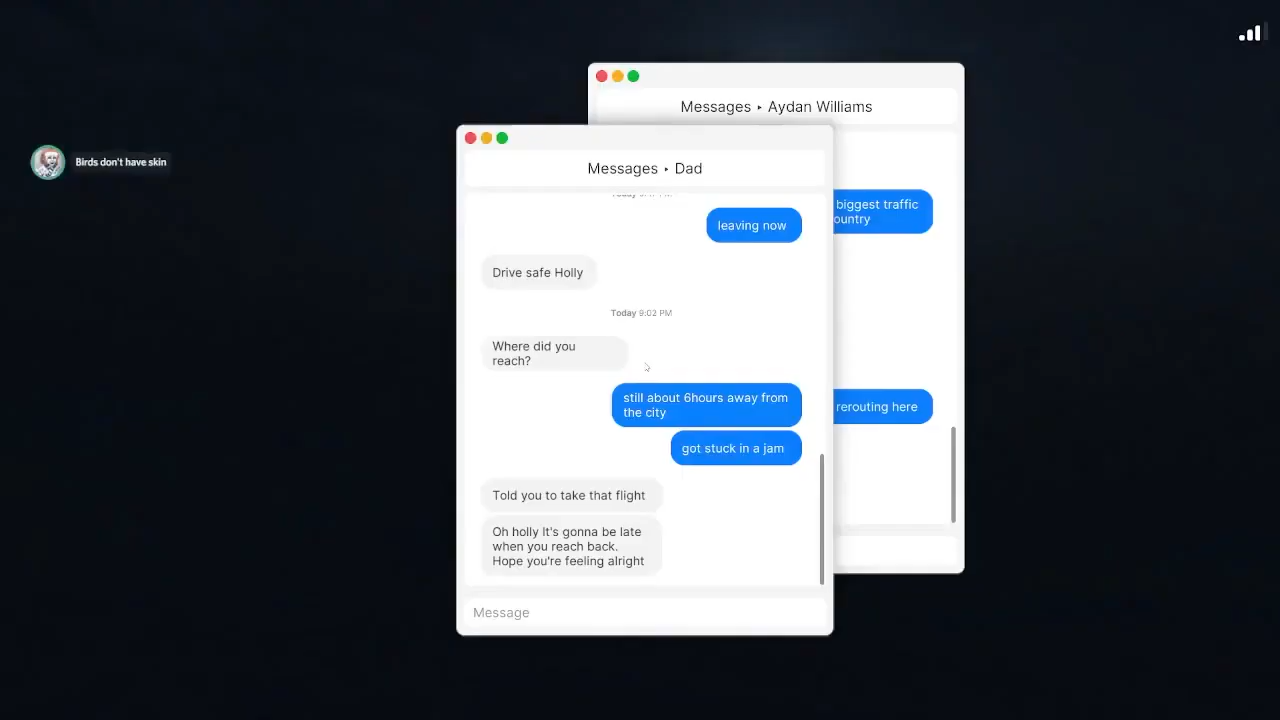 Messages ‣ Aydan Williams
Birds don't have skin
Messages ‣ Dad
Today
leaving now
biggest traffic
ountry
Drive safe Holly
Today 9:02 PM
Where did you
reach?
still about 6hours away from
the city
rerouting here
got stuck in a jam
Told you to take that flight
Oh holly It's gonna be late
when you reach back.
Hope you're feeling alright
Message